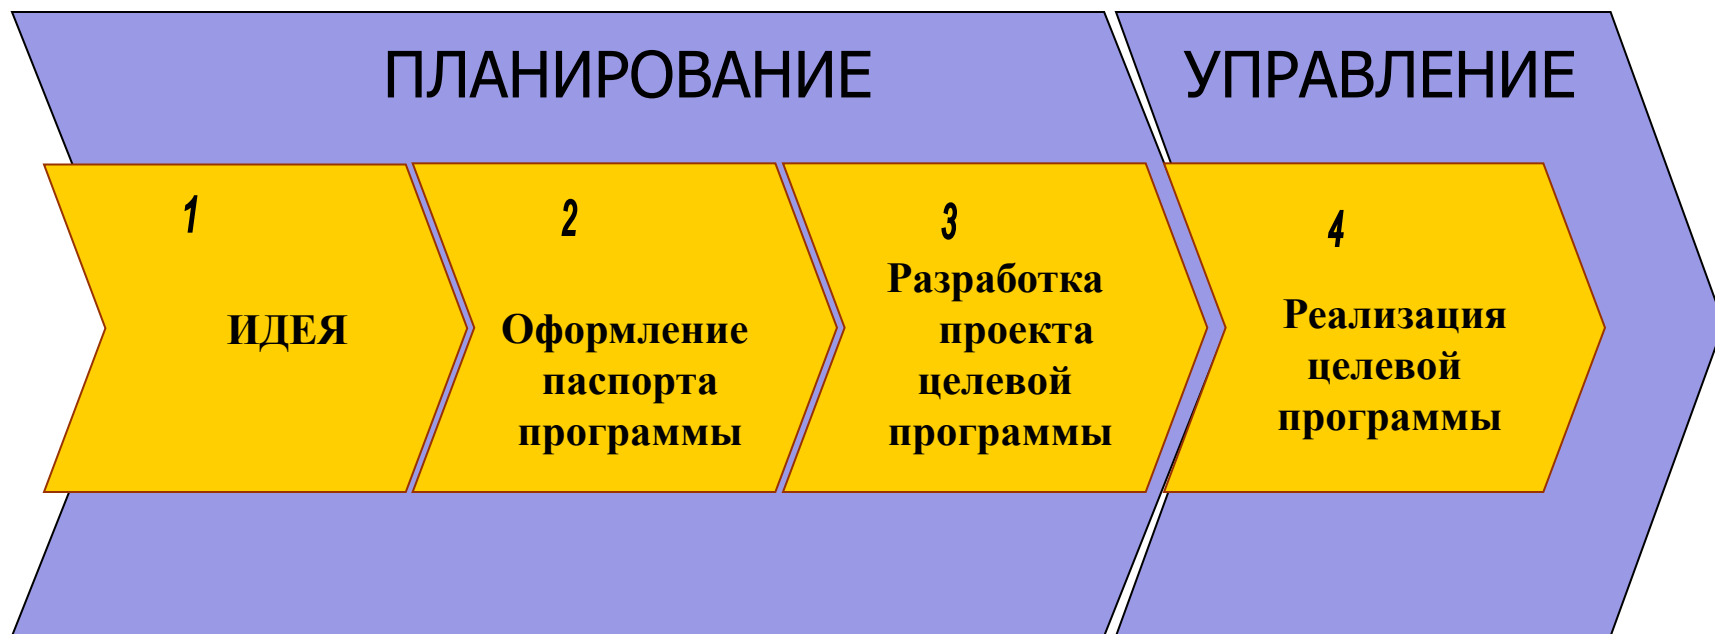 ПЛАНИРОВАНИЕ
УПРАВЛЕНИЕ
1
ИДЕЯ
2
Оформление
паспорта
программы
3
Разработка
проекта
целевой
программы
4
Реализация
целевой
программы